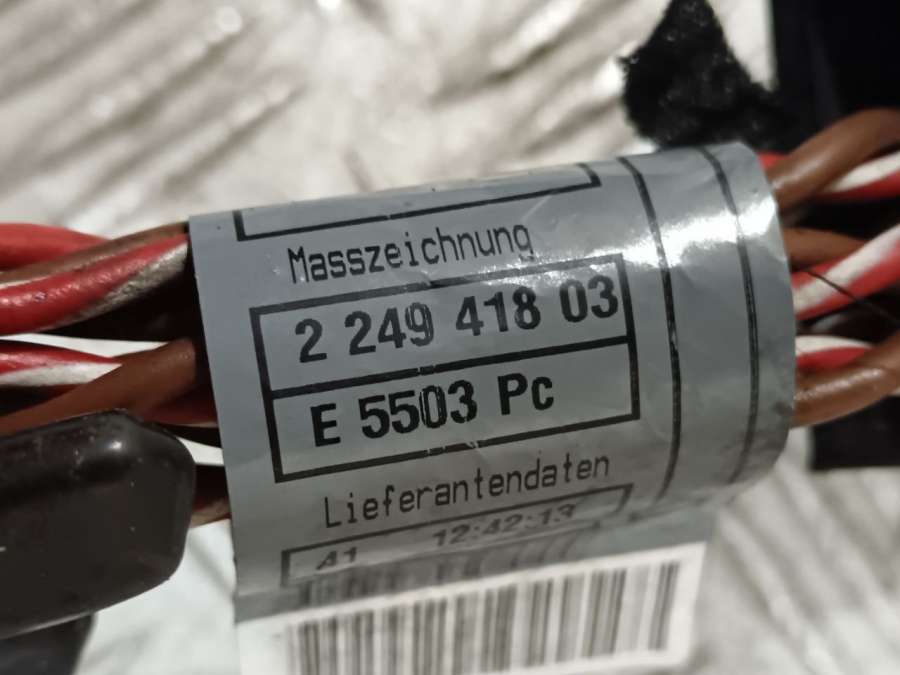 Masszeichnung
2 249 418 03
E 5503 Pc
Lieferantendaten
A1 12:42:13